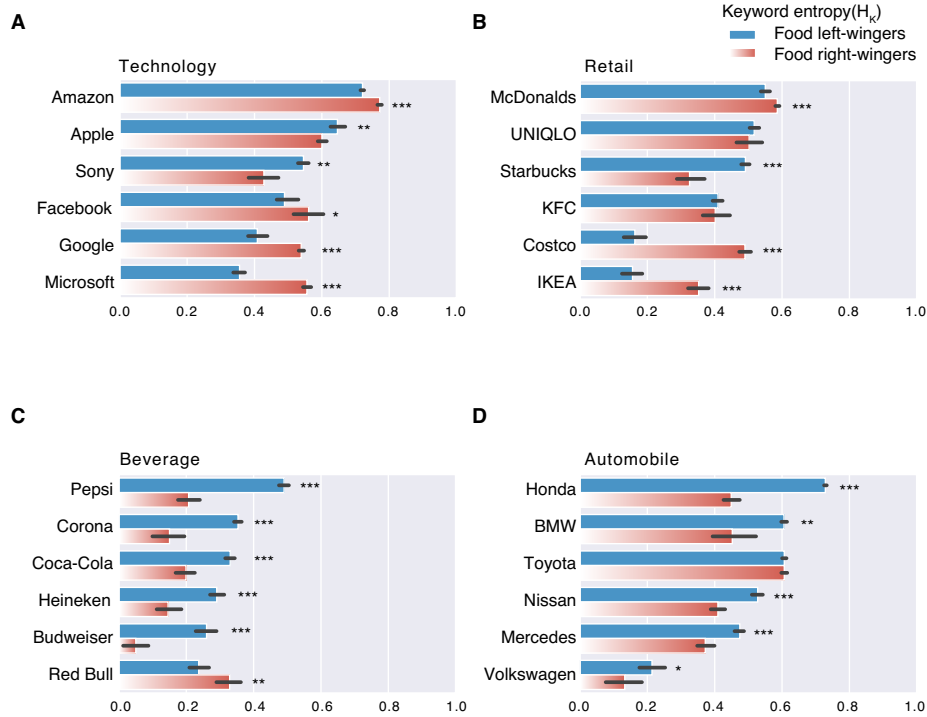 Keyword entropy(H_K)
Food left-wingers
Food right-wingers
A
Technology
Amazon
***
Apple
**
Sony
**
Facebook
*
Google
***
Microsoft
***
0.0 0.2 0.4 0.6 0.8 1.0
B
Retail
McDonalds
***
UNIQLO
Starbucks
***
KFC
Costco
***
IKEA
***
0.0 0.2 0.4 0.6 0.8 1.0
C
Beverage
Pepsi
***
Corona
***
Coca-Cola
***
Heineken
***
Budweiser
***
Red Bull
**
0.0 0.2 0.4 0.6 0.8 1.0
D
Automobile
Honda
***
BMW
**
Toyota
Nissan
***
Mercedes
***
Volkswagen
*
0.0 0.2 0.4 0.6 0.8 1.0